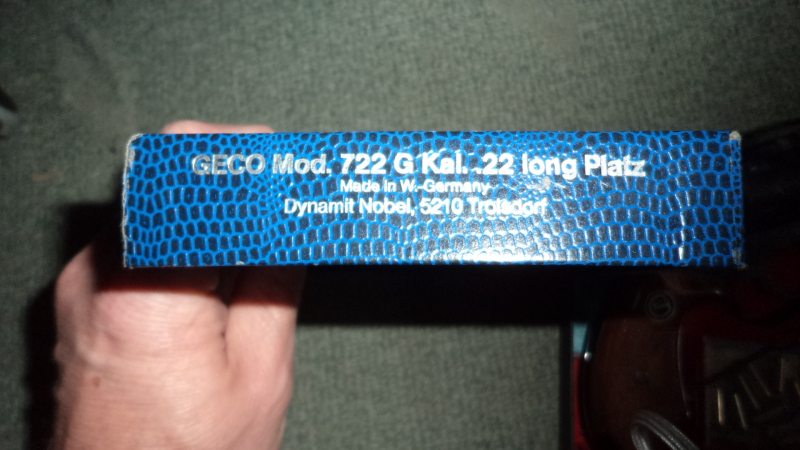 GECO Mod. 722 G Kal. .22 long Platz
Made in W.-Germany
Dynamit Nobel, 5210 Troisdorf